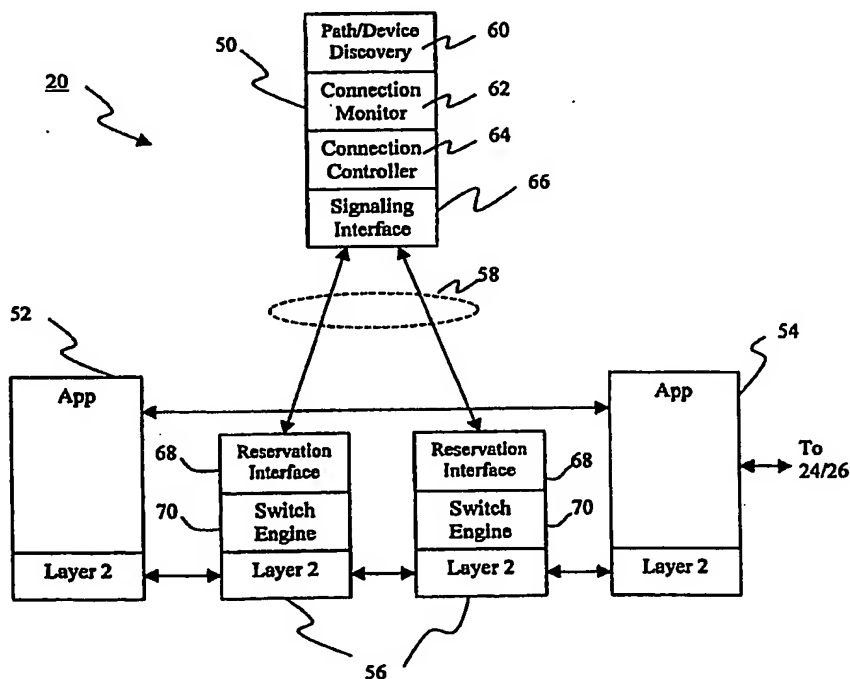 Path/Device
Discovery
60
50
20
Connection
Monitor
62
Connection
Controller
64
66
Signaling
Interface
58
52
54
App
App
To
24/26
68
Reservation
Interface
Reservation
Interface
68
70
Switch
Engine
Switch
Engine
70
Layer 2
Layer 2
Layer 2
Layer 2
56